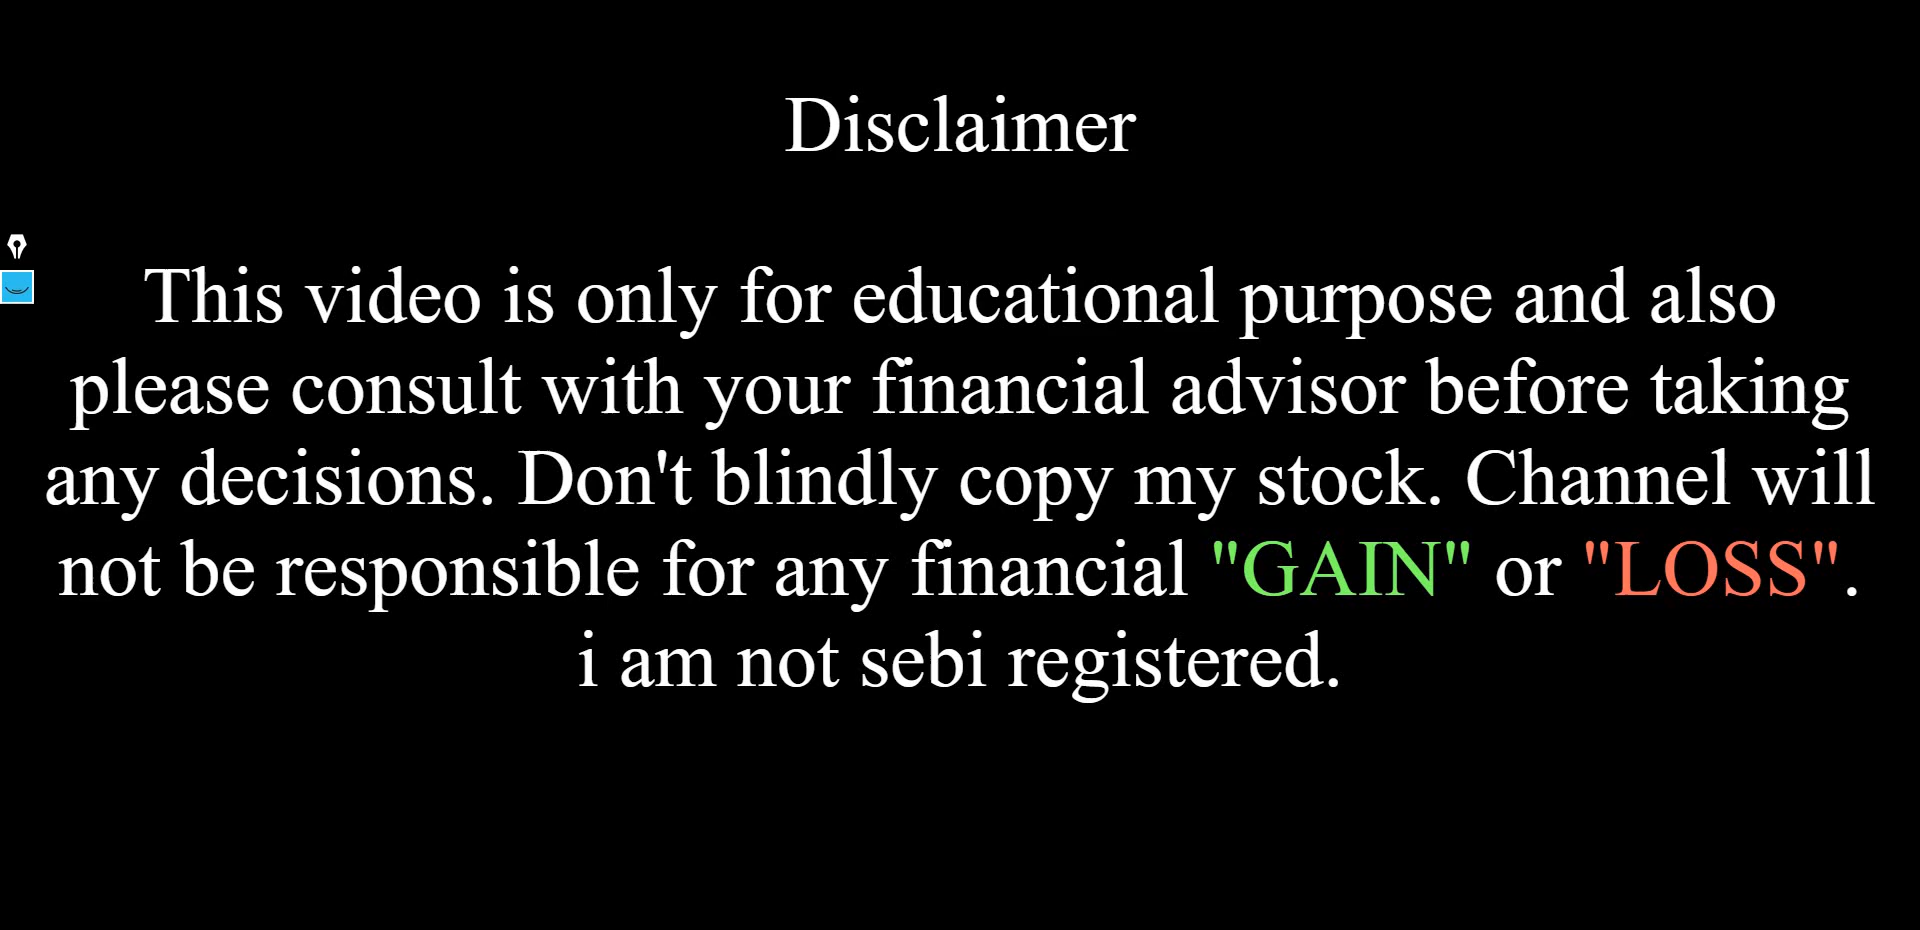 Disclaimer
This video is only for educational purpose and also
please consult with your financial advisor before taking
any decisions. Don't blindly copy my stock. Channel will
not be responsible for any financial "GAIN" or "LOSS".
i am not sebi registered.